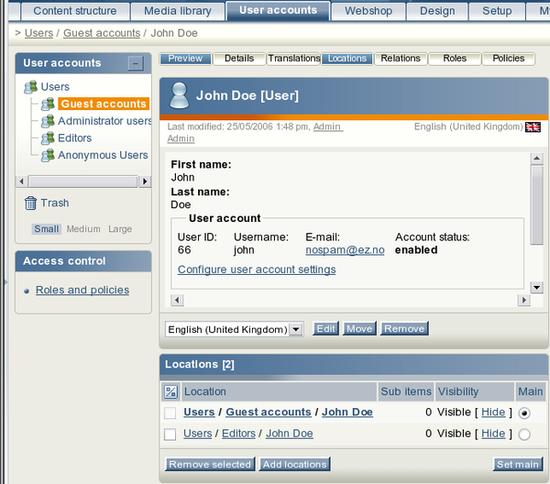 Content structure Media library User accounts Webshop Design Setup
> Users / Guest accounts / John Doe
User accounts
Users
Guest accounts
Administrator users
Editors
Anonymous Users
Trash
Small Medium Large
Access control
Roles and policies
Preview Details Translations Locations Relations Roles Policies
John Doe [User]
Last modified: 25/05/2006 1:48 pm, Admin
Admin
English (United Kingdom)
First name:
John
Last name:
Doe
User account
User ID: Username: E-mail: Account status:
66 john nospam@ez.no enabled
Configure user account settings
English (United Kingdom) Edit Move Remove
Locations [2]
Location Sub items Visibility Main
Users / Guest accounts / John Doe 0 Visible [ Hide ]
Users / Editors / John Doe 0 Visible [ Hide ]
Remove selected Add locations Set main